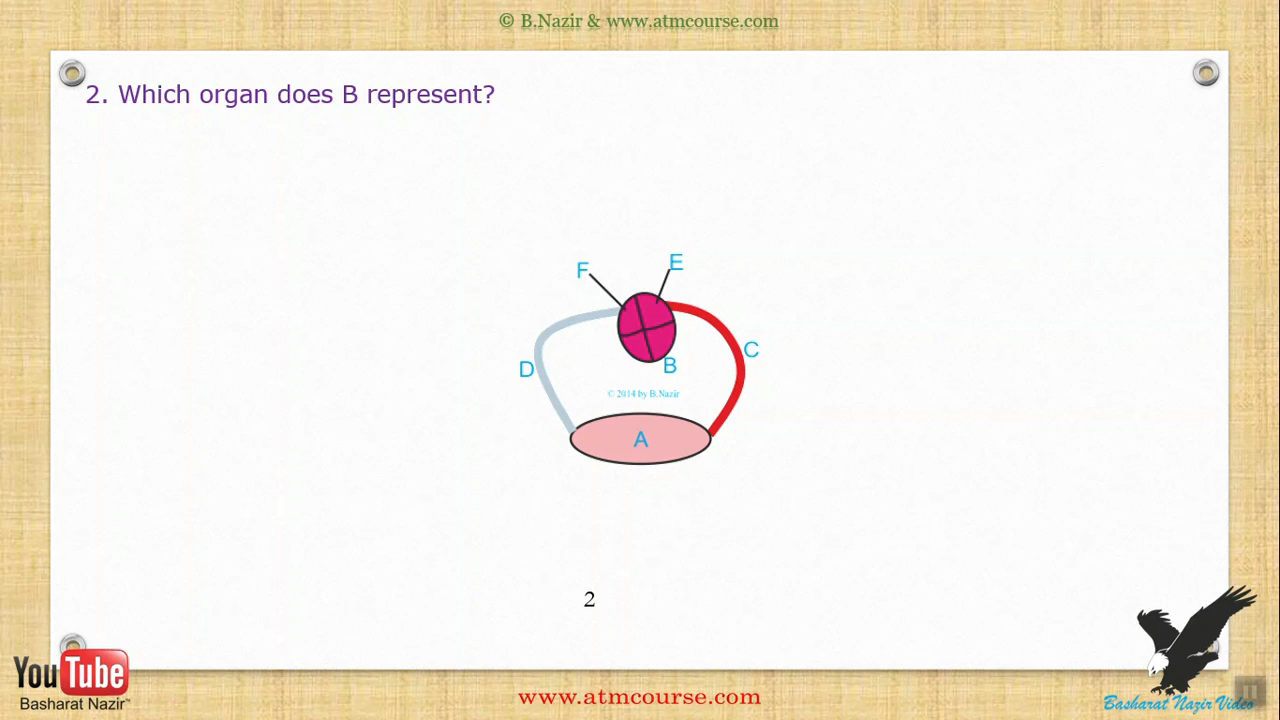 © B.Nazir & www.atmcourse.com
2. Which organ does B represent?
F
E
D
C
B
© 2014 by B.Nazir
A
2
YouTube
Basharat Nazir™
www.atmcourse.com
Basharat Nazir Video